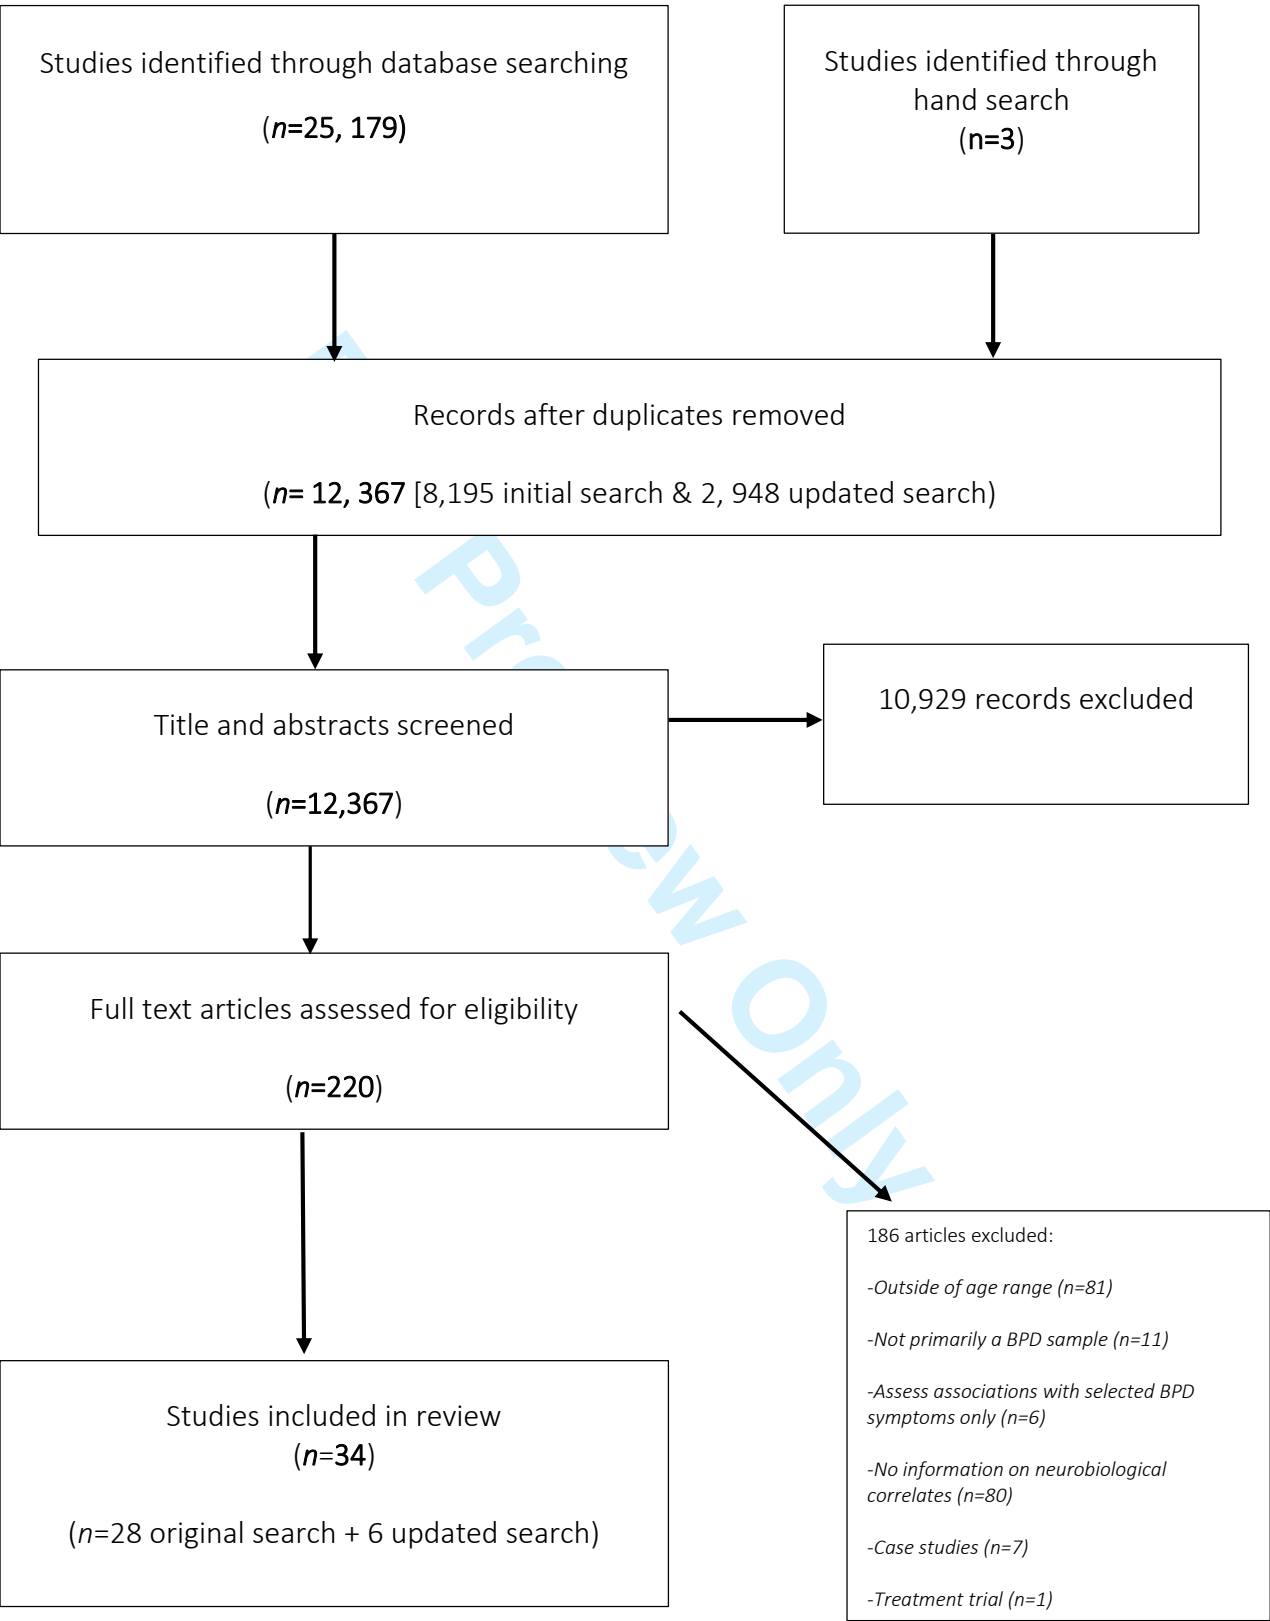 Studies identified through database searching
(n=25, 179)
Studies identified through
hand search
(n=3)
Records after duplicates removed
(n= 12, 367 [8,195 initial search & 2, 948 updated search)
Title and abstracts screened
(n=12,367)
10,929 records excluded
Full text articles assessed for eligibility
(n=220)
186 articles excluded:
-Outside of age range (n=81)
-Not primarily a BPD sample (n=11)
-Assess associations with selected BPD
symptoms only (n=6)
-No information on neurobiological
correlates (n=80)
-Case studies (n=7)
-Treatment trial (n=1)
Studies included in review
(n=34)
(n=28 original search + 6 updated search)
Only